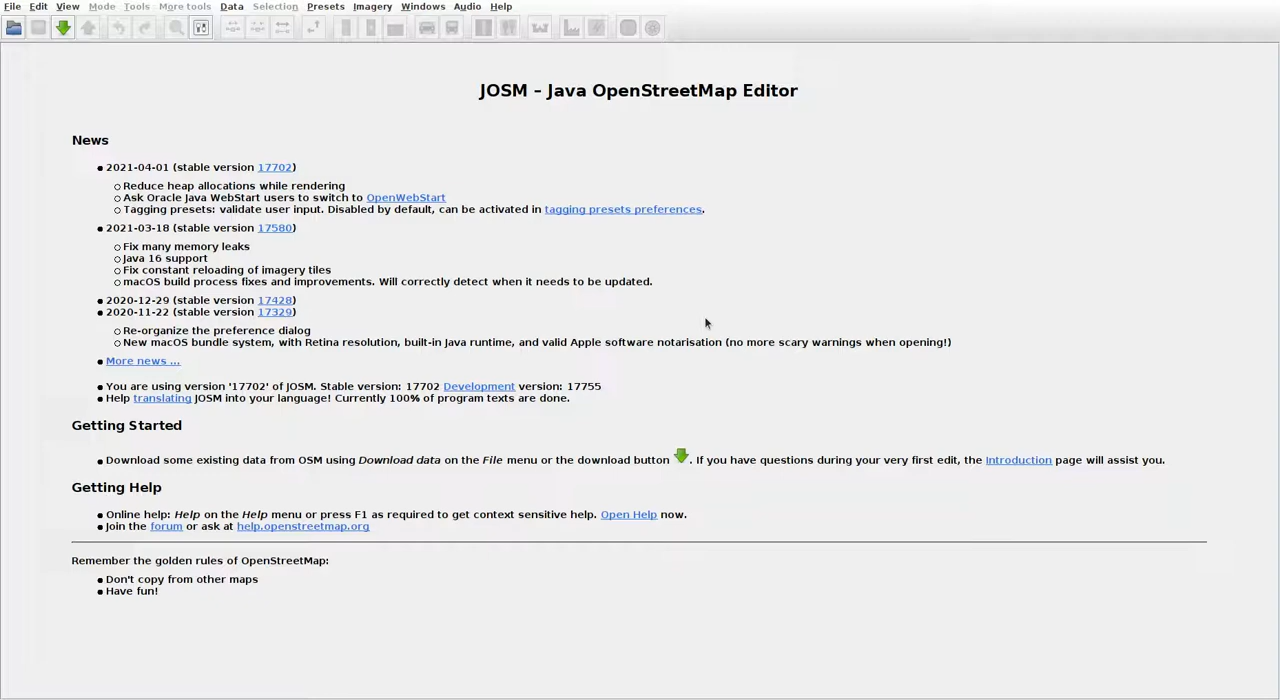 File Edit View Mode Tools More tools Data Selection Presets Imagery Windows Audio Help
JOSM – Java OpenStreetMap Editor
News
2021-04-01 (stable version 17702)
Reduce heap allocations while rendering
Ask Oracle Java WebStart users to switch to OpenWebStart
Tagging presets: validate user input. Disabled by default, can be activated in tagging presets preferences.
2021-03-18 (stable version 17580)
Fix many memory leaks
Java 16 support
Fix constant reloading of imagery tiles
macOS build process fixes and improvements. Will correctly detect when it needs to be updated.
2020-12-29 (stable version 17428)
2020-11-22 (stable version 17329)
Re-organize the preference dialog
New macOS bundle system, with Retina resolution, built-in Java runtime, and valid Apple software notarisation (no more scary warnings when opening!)
More news ...
You are using version '17702' of JOSM. Stable version: 17702 Development version: 17755
Help translating JOSM into your language! Currently 100% of program texts are done.
Getting Started
Download some existing data from OSM using Download data on the File menu or the download button . If you have questions during your very first edit, the Introduction page will assist you.
Getting Help
Online help: Help on the Help menu or press F1 as required to get context sensitive help. Open Help now.
Join the forum or ask at help.openstreetmap.org
Remember the golden rules of OpenStreetMap:
Don't copy from other maps
Have fun!